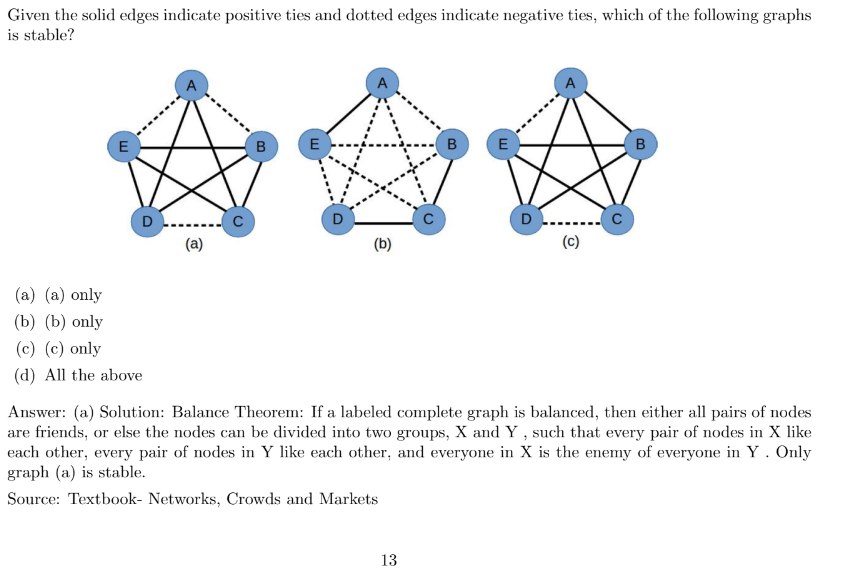 Given the solid edges indicate positive ties and dotted edges indicate negative ties, which of the following graphs
is stable?
A
E
B
D
C
(a)
A
E
B
D
C
(b)
A
E
B
D
C
(c)
(a) (a) only
(b) (b) only
(c) (c) only
(d) All the above
Answer: (a) Solution: Balance Theorem: If a labeled complete graph is balanced, then either all pairs of nodes
are friends, or else the nodes can be divided into two groups, X and Y , such that every pair of nodes in X like
each other, every pair of nodes in Y like each other, and everyone in X is the enemy of everyone in Y . Only
graph (a) is stable.
Source: Textbook- Networks, Crowds and Markets
13